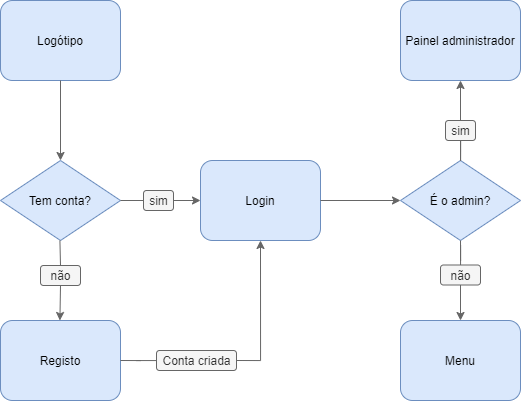 Logótipo
Painel administrador
sim
Tem conta?
sim
Login
É o admin?
não
não
Registo
Conta criada
Menu